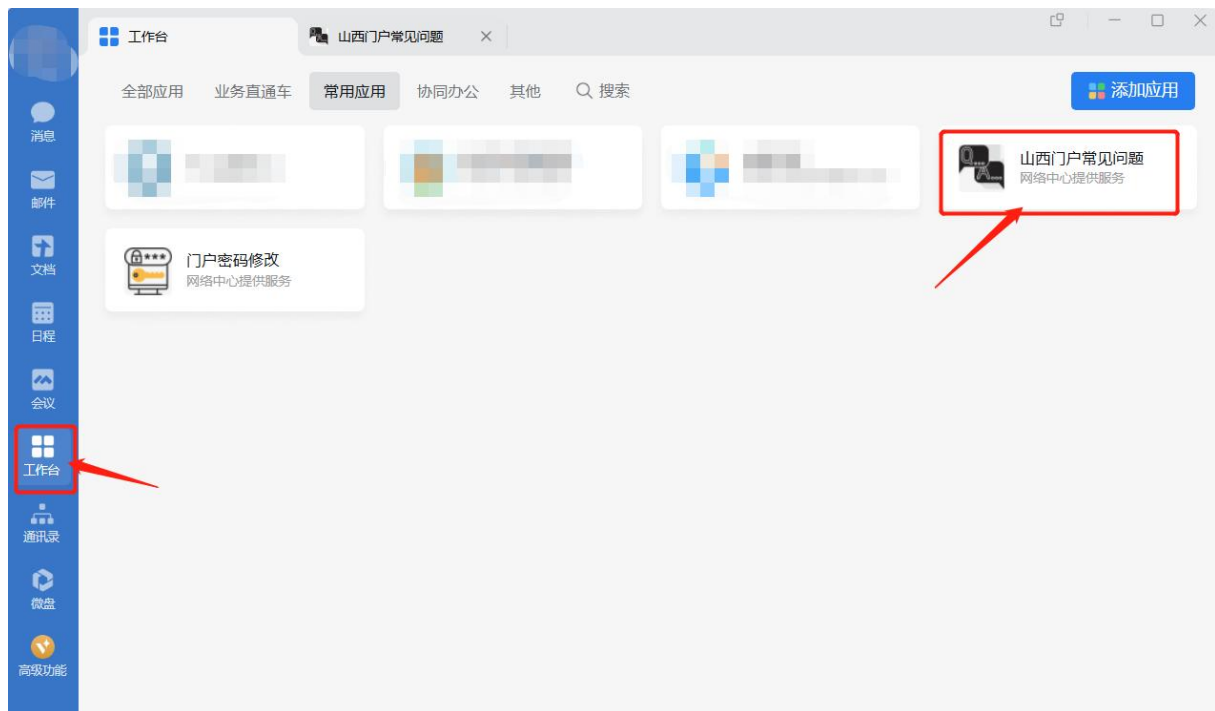 工作台
山西门户常见问题
全部应用
业务直通车
常用应用
协同办公
其他
搜索
添加应用
山西门户常见问题
网络中心提供服务
门户密码修改
网络中心提供服务
消息
邮件
文档
日程
会议
工作台
通讯录
微盘
高级功能